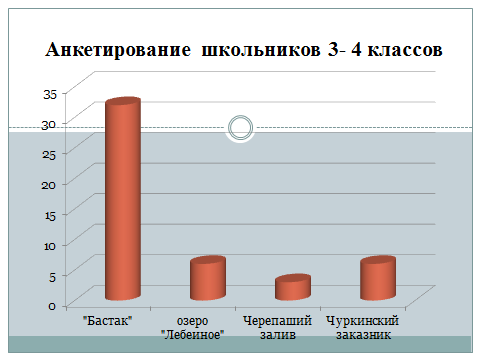 Анкетирование школьников 3- 4 классов
35
30
25
20
15
10
5
0
"Бастак"
озеро
"Лебеиное"
Черепаший
залив
Чуркинский
заказник